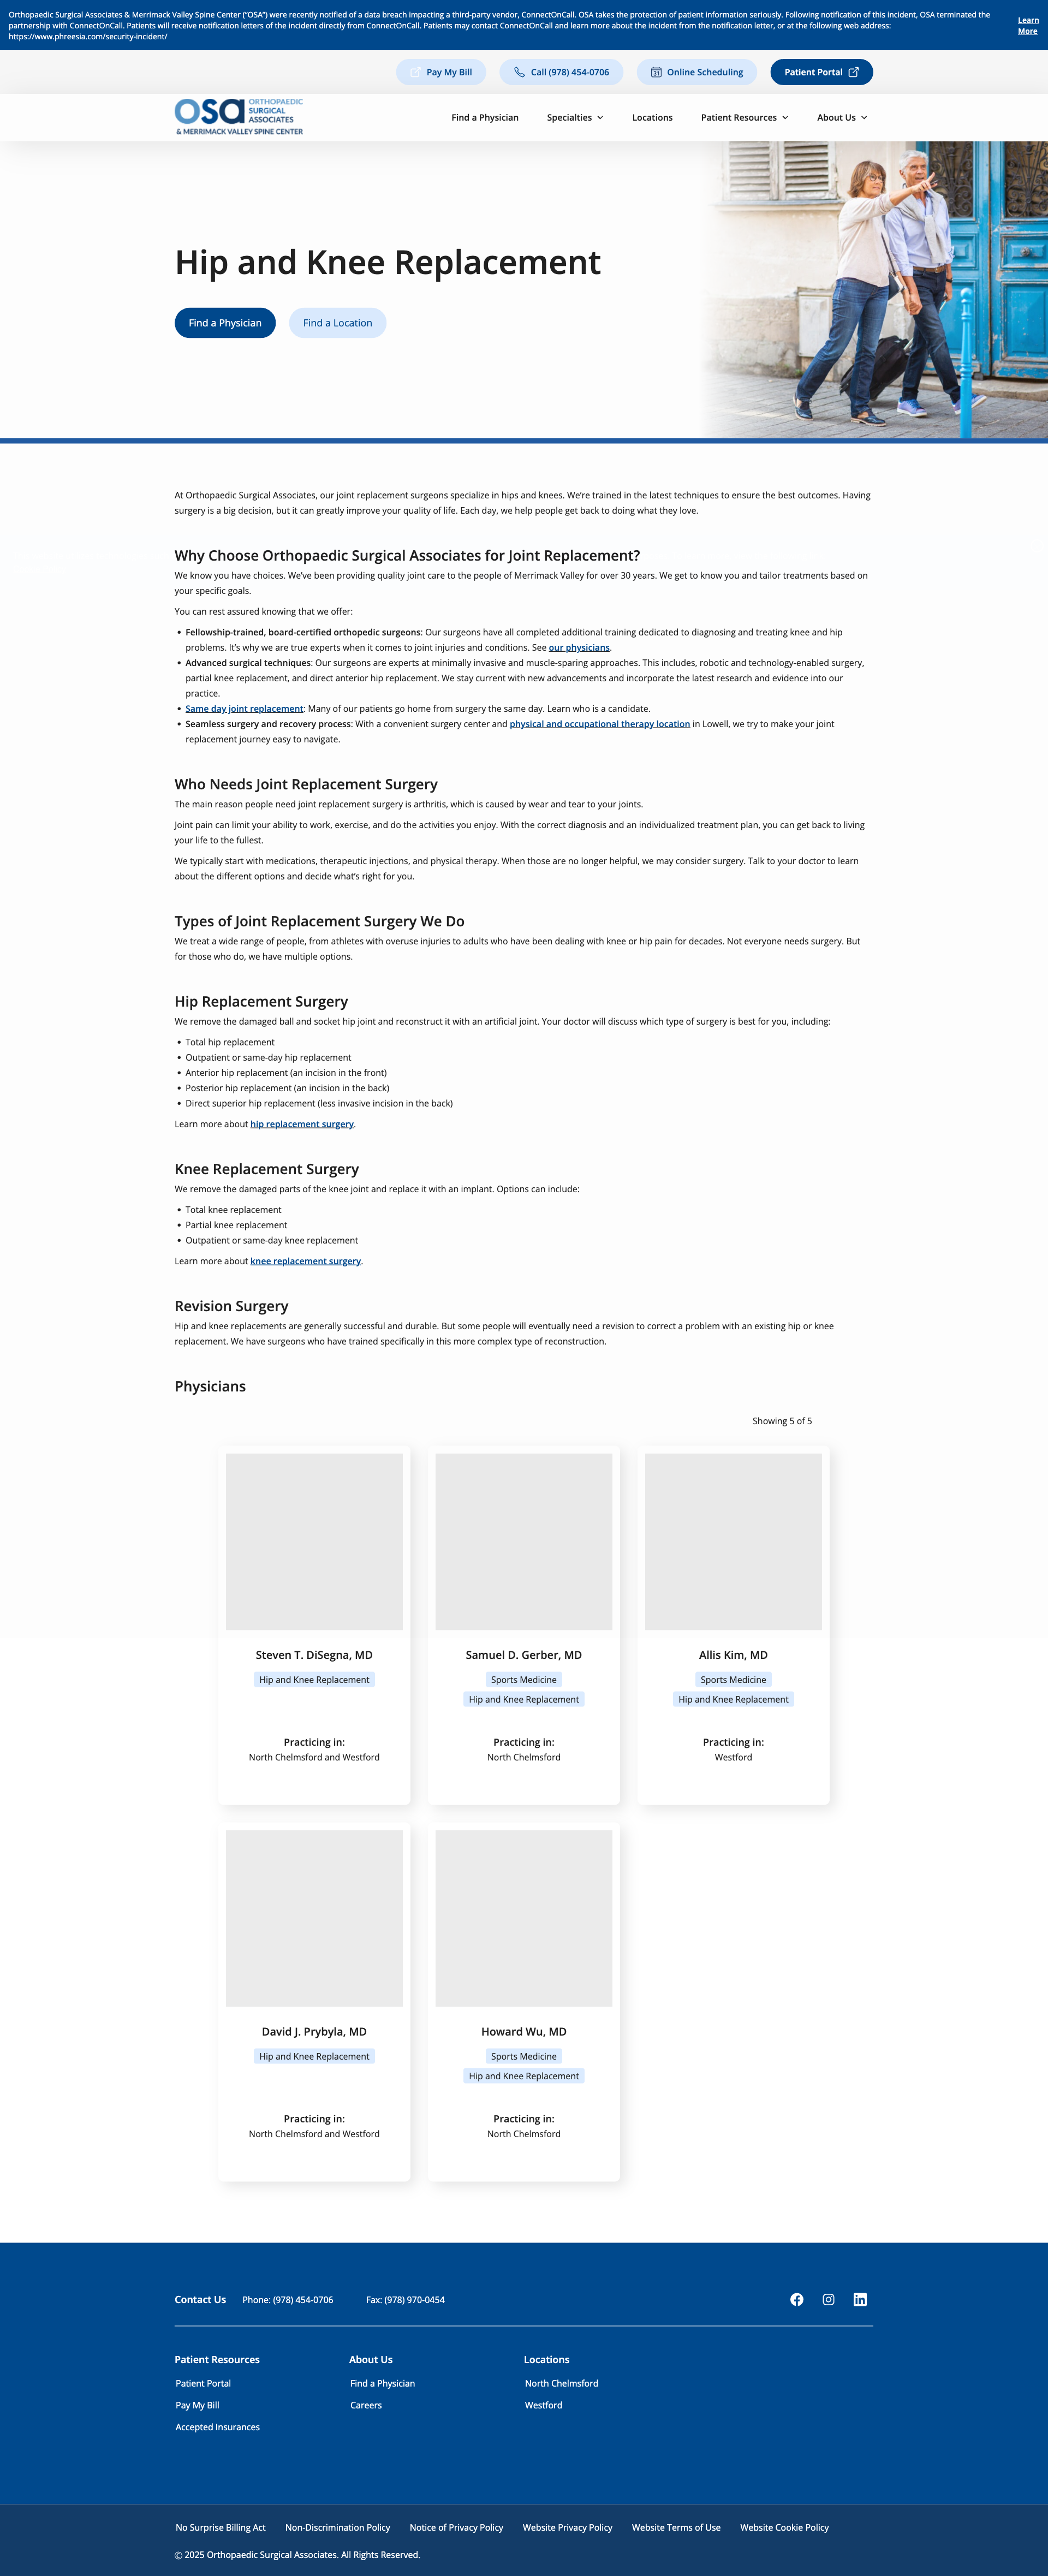 Orthopaedic Surgical Associates & Merrimack Valley Spine Center ("OSA") were recently notified of a data breach impacting a third-party vendor, ConnectOnCall. OSA takes the protection of patient information seriously. Following notification of this incident, OSA terminated the
partnership with ConnectOnCall. Patients will receive notification letters of the incident directly from ConnectOnCall. Patients may contact ConnectOnCall and learn more about the incident from the notification letter, or at the following web address:
https://www.phreesia.com/security-incident/
Learn
More
Pay My Bill
Call (978) 454-0706
Online Scheduling
Patient Portal
OSA ORTHOPAEDIC
SURGICAL
ASSOCIATES
& MERRIMACK VALLEY SPINE CENTER
Find a Physician
Specialties
Locations
Patient Resources
About Us
Hip and Knee Replacement
Find a Physician
Find a Location
At Orthopaedic Surgical Associates, our joint replacement surgeons specialize in hips and knees. We're trained in the latest techniques to ensure the best outcomes. Having
surgery is a big decision, but it can greatly improve your quality of life. Each day, we help people get back to doing what they love.
Why Choose Orthopaedic Surgical Associates for Joint Replacement?
We know you have choices. We've been providing quality joint care to the people of Merrimack Valley for over 30 years. We get to know you and tailor treatments based on
your specific goals.
You can rest assured knowing that we offer:
• Fellowship-trained, board-certified orthopedic surgeons: Our surgeons have all completed additional training dedicated to diagnosing and treating knee and hip
problems. It's why we are true experts when it comes to joint injuries and conditions. See our physicians.
• Advanced surgical techniques: Our surgeons are experts at minimally invasive and muscle-sparing approaches. This includes, robotic and technology-enabled surgery,
partial knee replacement, and direct anterior hip replacement. We stay current with new advancements and incorporate the latest research and evidence into our
practice.
• Same day joint replacement: Many of our patients go home from surgery the same day. Learn who is a candidate.
• Seamless surgery and recovery process: With a convenient surgery center and physical and occupational therapy location in Lowell, we try to make your joint
replacement journey easy to navigate.
Who Needs Joint Replacement Surgery
The main reason people need joint replacement surgery is arthritis, which is caused by wear and tear to your joints.
Joint pain can limit your ability to work, exercise, and do the activities you enjoy. With the correct diagnosis and an individualized treatment plan, you can get back to living
your life to the fullest.
We typically start with medications, therapeutic injections, and physical therapy. When those are no longer helpful, we may consider surgery. Talk to your doctor to learn
about the different options and decide what's right for you.
Types of Joint Replacement Surgery We Do
We treat a wide range of people, from athletes with overuse injuries to adults who have been dealing with knee or hip pain for decades. Not everyone needs surgery. But
for those who do, we have multiple options.
Hip Replacement Surgery
We remove the damaged ball and socket hip joint and reconstruct it with an artificial joint. Your doctor will discuss which type of surgery is best for you, including:
• Total hip replacement
• Outpatient or same-day hip replacement
• Anterior hip replacement (an incision in the front)
• Posterior hip replacement (an incision in the back)
• Direct superior hip replacement (less invasive incision in the back)
Learn more about hip replacement surgery.
Knee Replacement Surgery
We remove the damaged parts of the knee joint and replace it with an implant. Options can include:
• Total knee replacement
• Partial knee replacement
• Outpatient or same-day knee replacement
Learn more about knee replacement surgery.
Revision Surgery
Hip and knee replacements are generally successful and durable. But some people will eventually need a revision to correct a problem with an existing hip or knee
replacement. We have surgeons who have trained specifically in this more complex type of reconstruction.
Physicians
Showing 5 of 5
Steven T. DiSegna, MD
Hip and Knee Replacement
Practicing in:
North Chelmsford and Westford
Samuel D. Gerber, MD
Sports Medicine
Hip and Knee Replacement
Practicing in:
North Chelmsford
Allis Kim, MD
Sports Medicine
Hip and Knee Replacement
Practicing in:
Westford
David J. Prybyla, MD
Hip and Knee Replacement
Practicing in:
North Chelmsford and Westford
Howard Wu, MD
Sports Medicine
Hip and Knee Replacement
Practicing in:
North Chelmsford
Contact Us
Phone: (978) 454-0706
Fax: (978) 970-0454
Patient Resources
Patient Portal
Pay My Bill
Accepted Insurances
About Us
Find a Physician
Careers
Locations
North Chelmsford
Westford
No Surprise Billing Act
Non-Discrimination Policy
Notice of Privacy Policy
Website Privacy Policy
Website Terms of Use
Website Cookie Policy
© 2025 Orthopaedic Surgical Associates. All Rights Reserved.